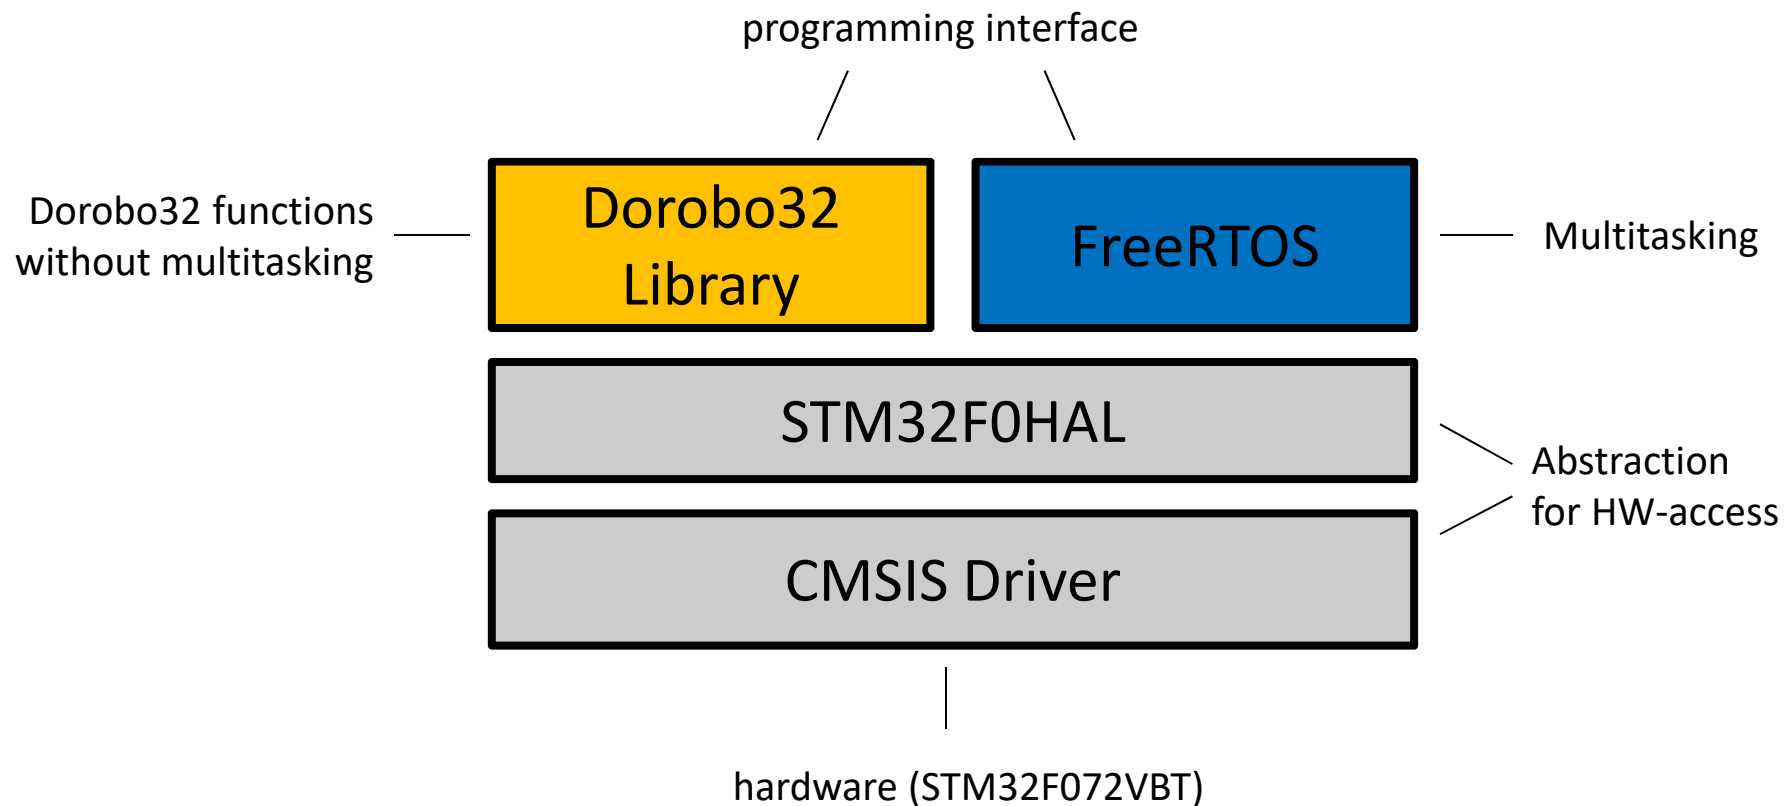 programming interface
Dorobo32 functions
without multitasking
Dorobo32
Library
FreeRTOS
Multitasking
STM32F0HAL
Abstraction
for HW-access
CMSIS Driver
hardware (STM32F072VBT)